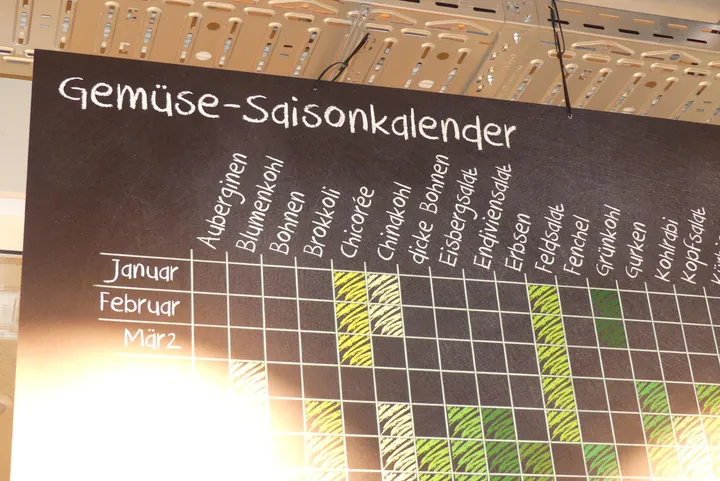 Gemüse-Saisonkalender
Auberginen
Blumenkohl
Bohnen
Brokkoli
Chicorée
Chinakohl
dicke Bohnen
Eisbergsalat
Endiviensalat
Erbsen
Feldsalat
Fenchel
Grünkohl
Gurken
Kohlrabi
Kopfsalat
Januar
Februar
März